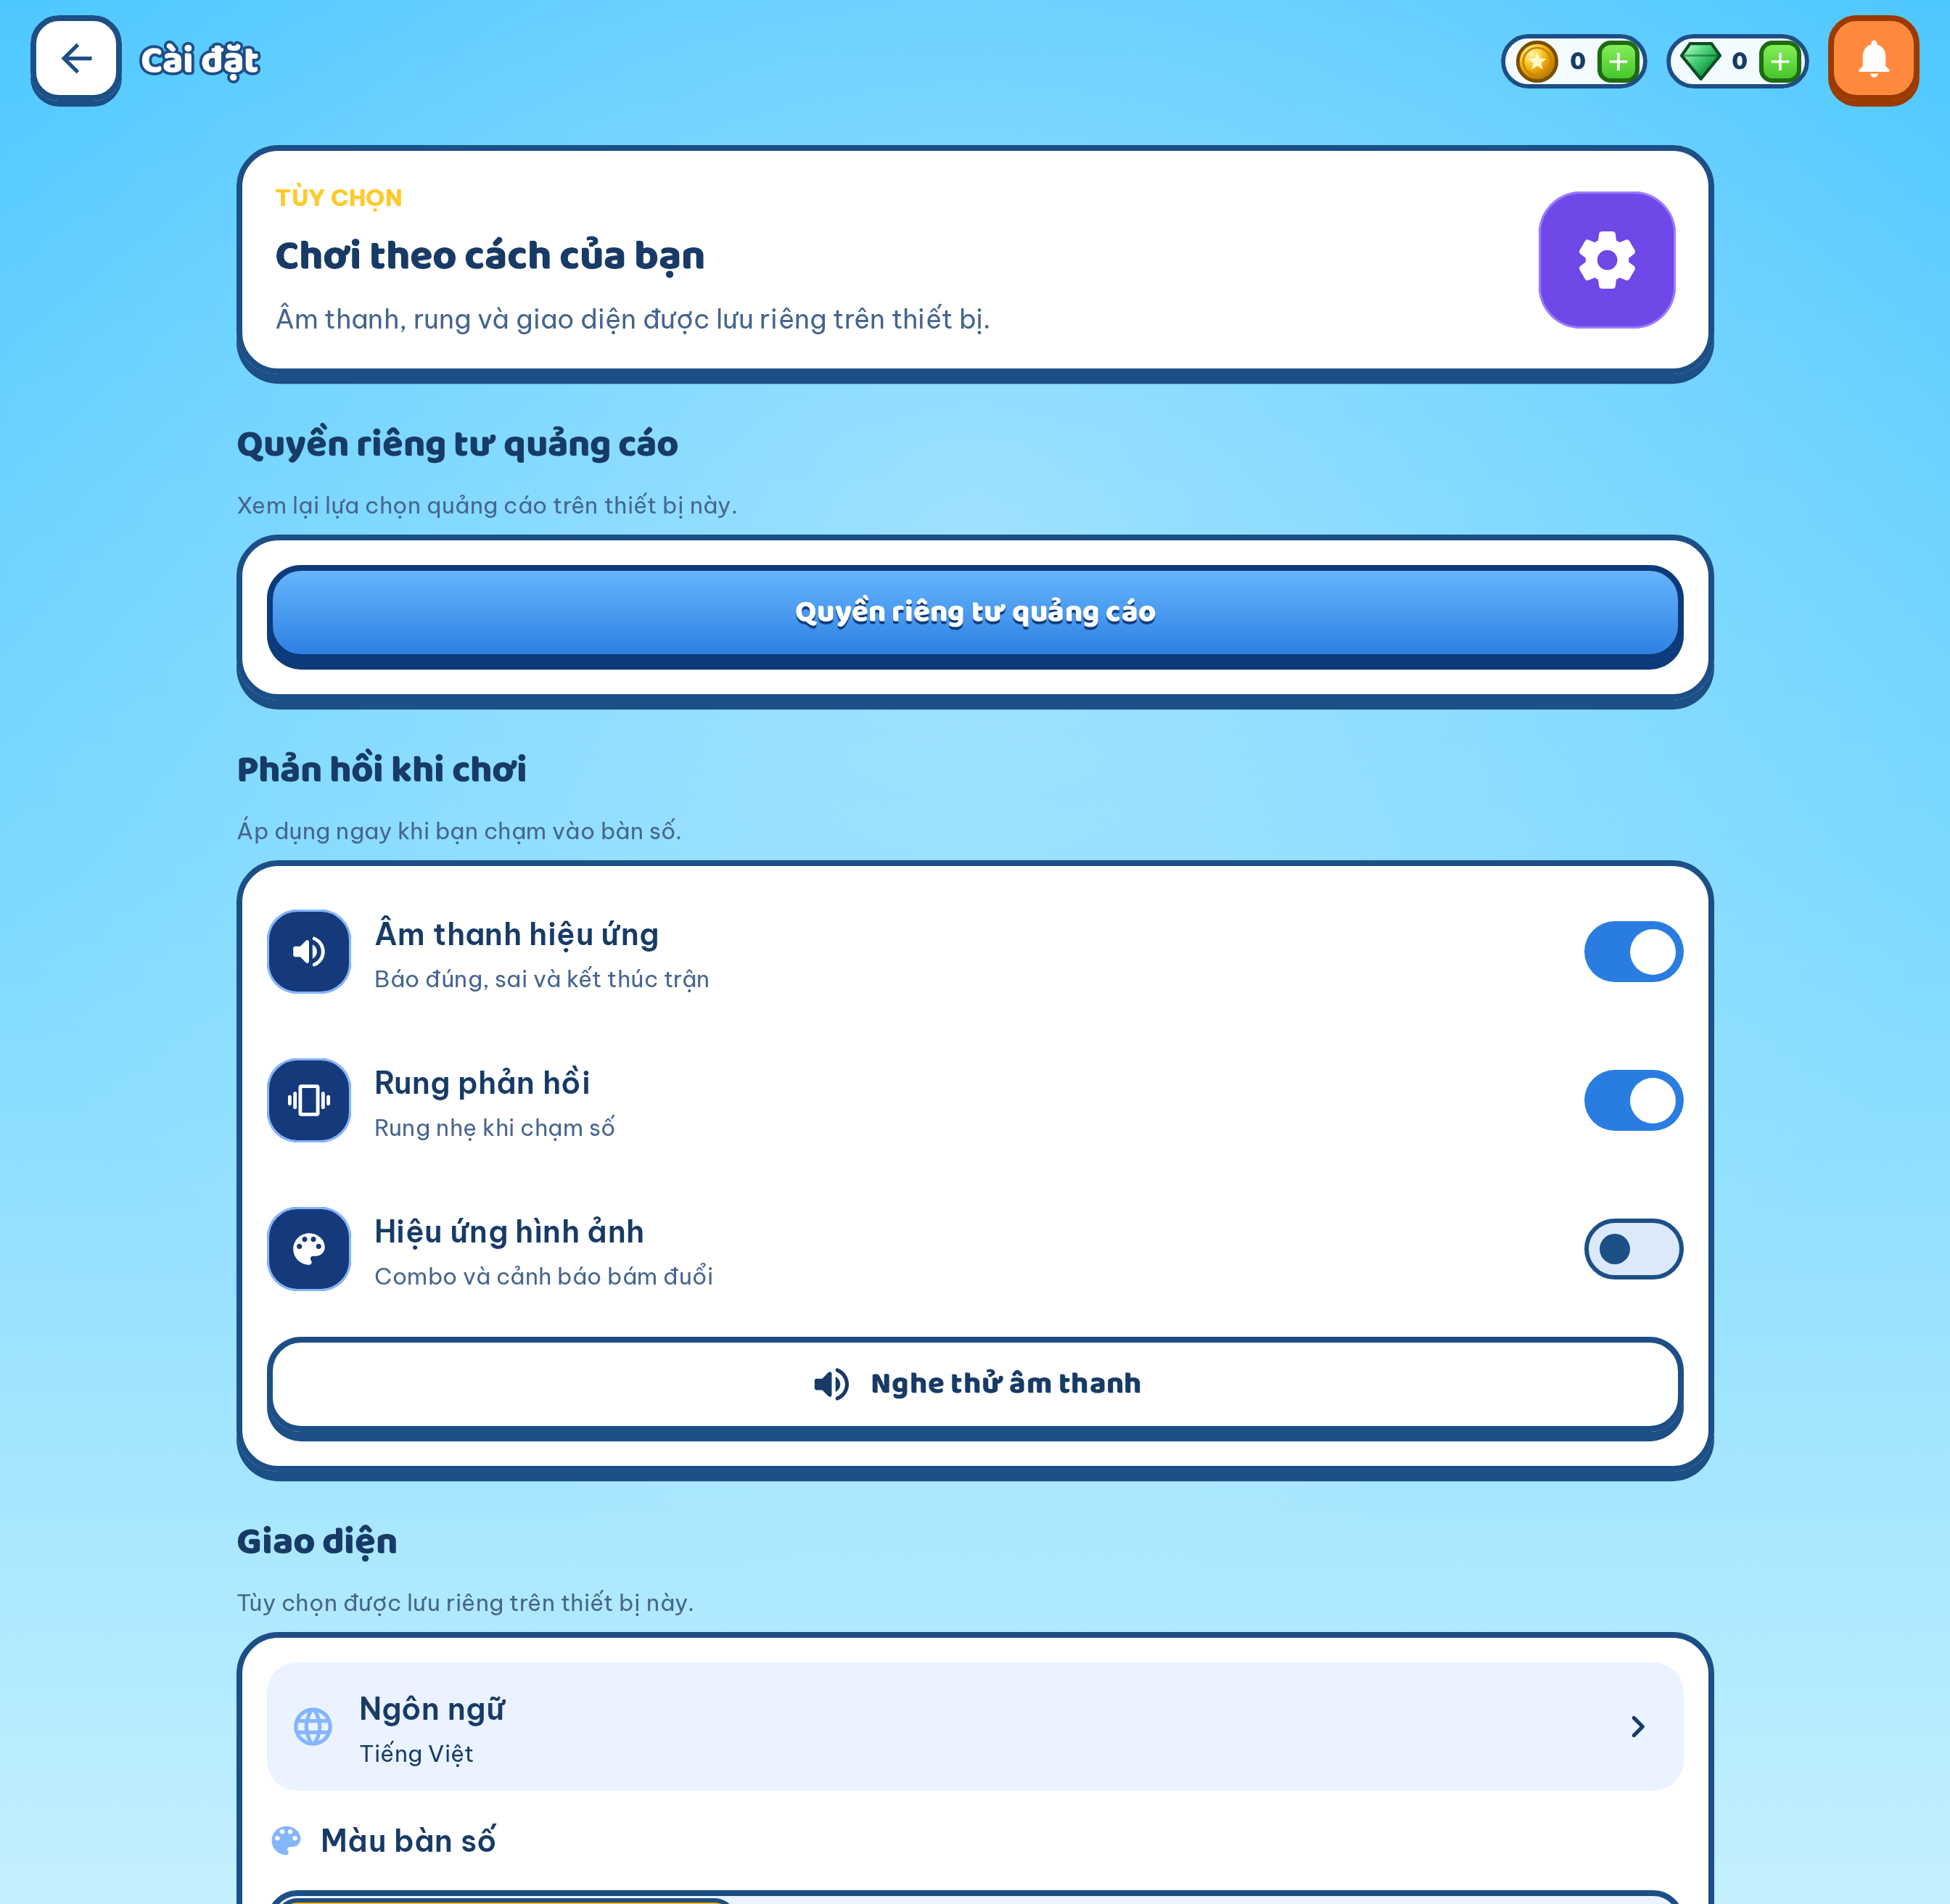 Cài đặt
0
0
TÙY CHỌN
Chơi theo cách của bạn
Âm thanh, rung và giao diện được lưu riêng trên thiết bị.
Quyền riêng tư quảng cáo
Xem lại lựa chọn quảng cáo trên thiết bị này.
Quyền riêng tư quảng cáo
Phản hồi khi chơi
Áp dụng ngay khi bạn chạm vào bàn số.
Âm thanh hiệu ứng
Báo đúng, sai và kết thúc trận
Rung phản hồi
Rung nhẹ khi chạm số
Hiệu ứng hình ảnh
Combo và cảnh báo bám đuổi
Nghe thử âm thanh
Giao diện
Tùy chọn được lưu riêng trên thiết bị này.
Ngôn ngữ
Tiếng Việt
Màu bàn số